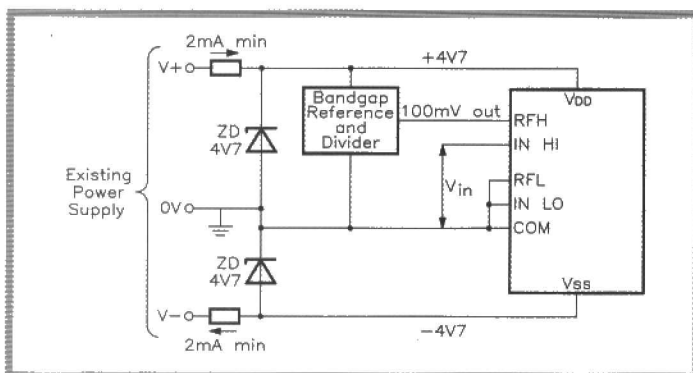 2mA min
V+
+4V7
Bandgap
Reference
and
Divider
100mV out
VDD
RFH
IN HI
RFL
IN LO
COM
VSS
ZD
4V7
Vin
Existing
Power
Supply
0V
ZD
4V7
V-
2mA min
-4V7